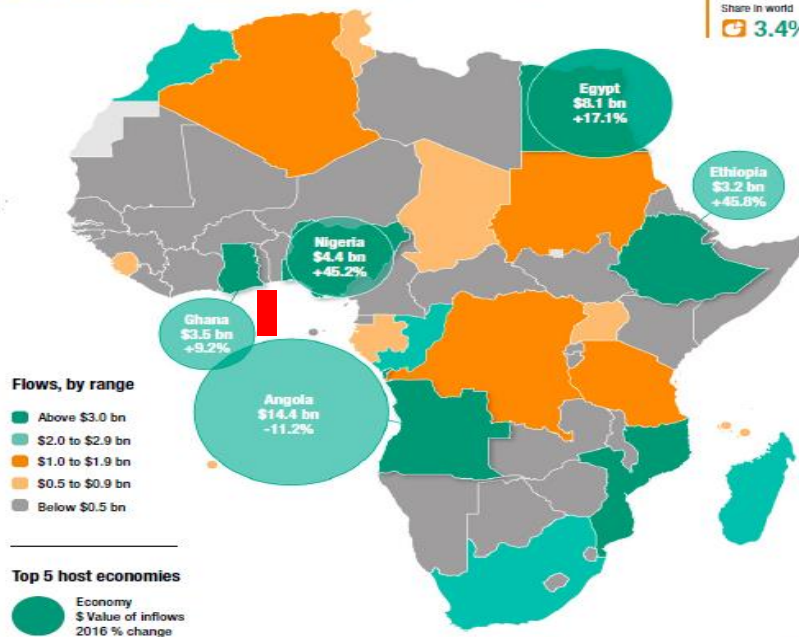 Share in world
3.4%
Egypt
$8.1 bn
+17.1%
Ethiopia
$3.2 bn
+45.8%
Nigeria
$4.4 bn
+45.2%
Ghana
$3.5 bn
+9.2%
Angola
$14.4 bn
-11.2%
Flows, by range
Above $3.0 bn
$2.0 to $2.9 bn
$1.0 to $1.9 bn
$0.5 to $0.9 bn
Below $0.5 bn
Top 5 host economies
Economy
$ Value of inflows
2016 % change